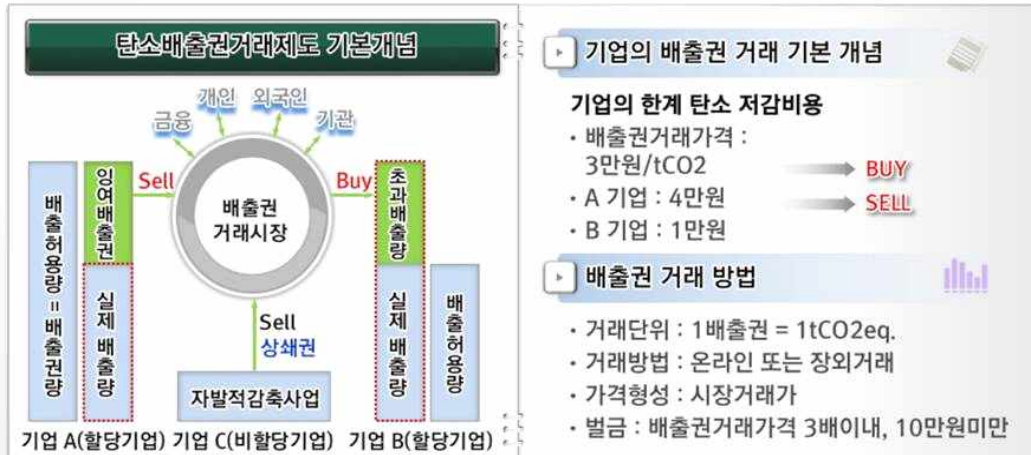 탄소배출권거래제도 기본개념
금융
개인
외국인
기관
배출허용량 = 배출권량
잉여배출권
실제 배출량
Sell
배출권
거래시장
Buy
초과배출량
실제 배출량
배출허용량
Sell
상쇄권
자발적감축사업
기업 A(할당기업) 기업 C(비할당기업) 기업 B(할당기업)
기업의 배출권 거래 기본 개념
기업의 한계 탄소 저감비용
· 배출권거래가격 :
3만원/tCO2 BUY
· A 기업 : 4만원 SELL
· B 기업 : 1만원
배출권 거래 방법
· 거래단위 : 1배출권 = 1tCO2eq.
· 거래방법 : 온라인 또는 장외거래
· 가격형성 : 시장거래가
· 벌금 : 배출권거래가격 3배이내, 10만원미만